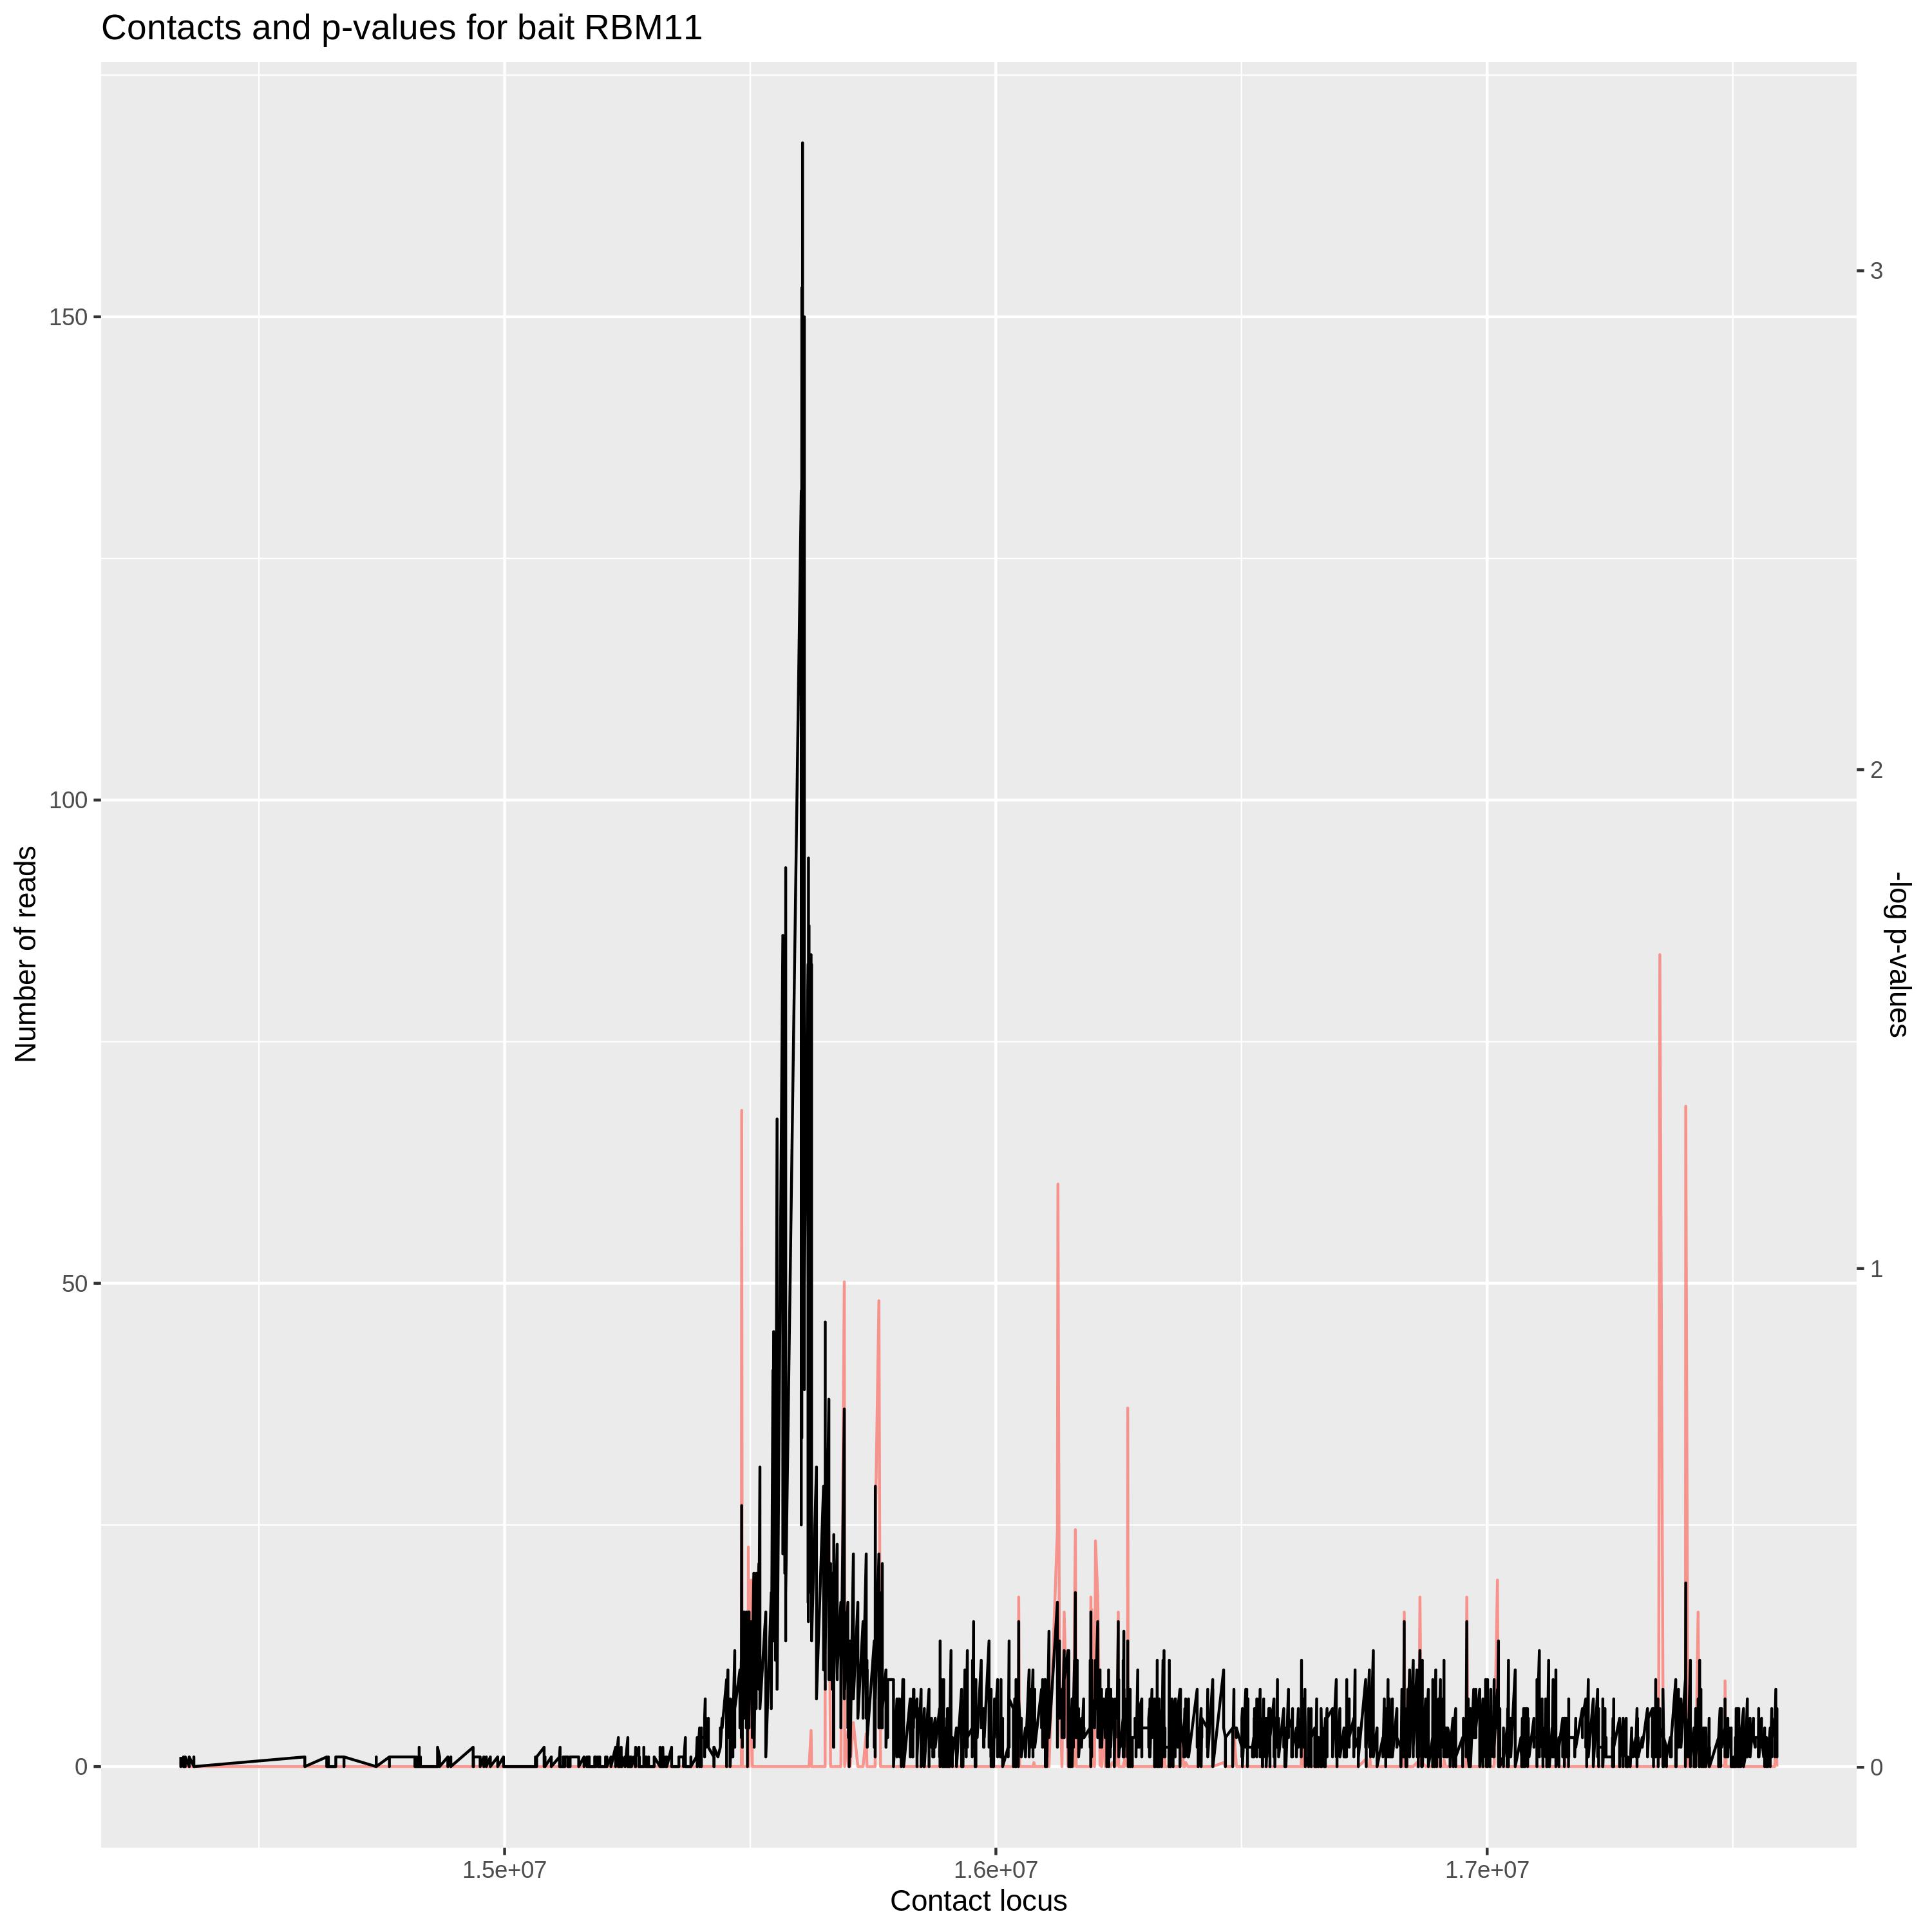 Contacts and p-values for bait RBM11
Number of reads
150
100
50
0
3
2
1
0
-log p-values
1.5e+07
1.6e+07
1.7e+07
Contact locus